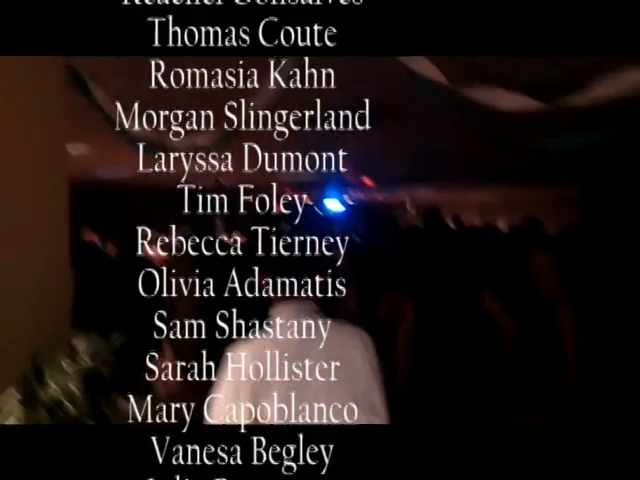 Thomas Coute
Romasia Kahn
Morgan Slingerland
Laryssa Dumont
Tim Foley
Rebecca Tierney
Olivia Adamatis
Sam Shastany
Sarah Hollister
Mary Capoblanco
Vanesa Begley